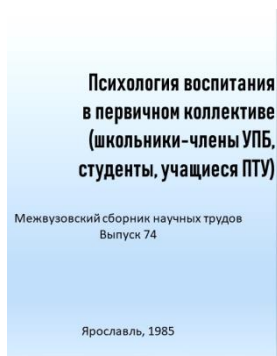 Психология воспитания
в первичном коллективе
(школьники-члены УПБ,
студенты, учащиеся ПТУ)
Межвузовский сборник научных трудов
Выпуск 74
Ярославль, 1985